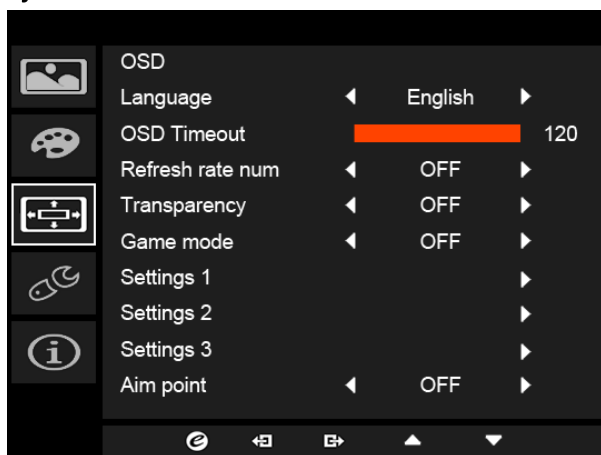 OSD
Language English
OSD Timeout 120
Refresh rate num OFF
Transparency OFF
Game mode OFF
Settings 1
Settings 2
Settings 3
Aim point OFF